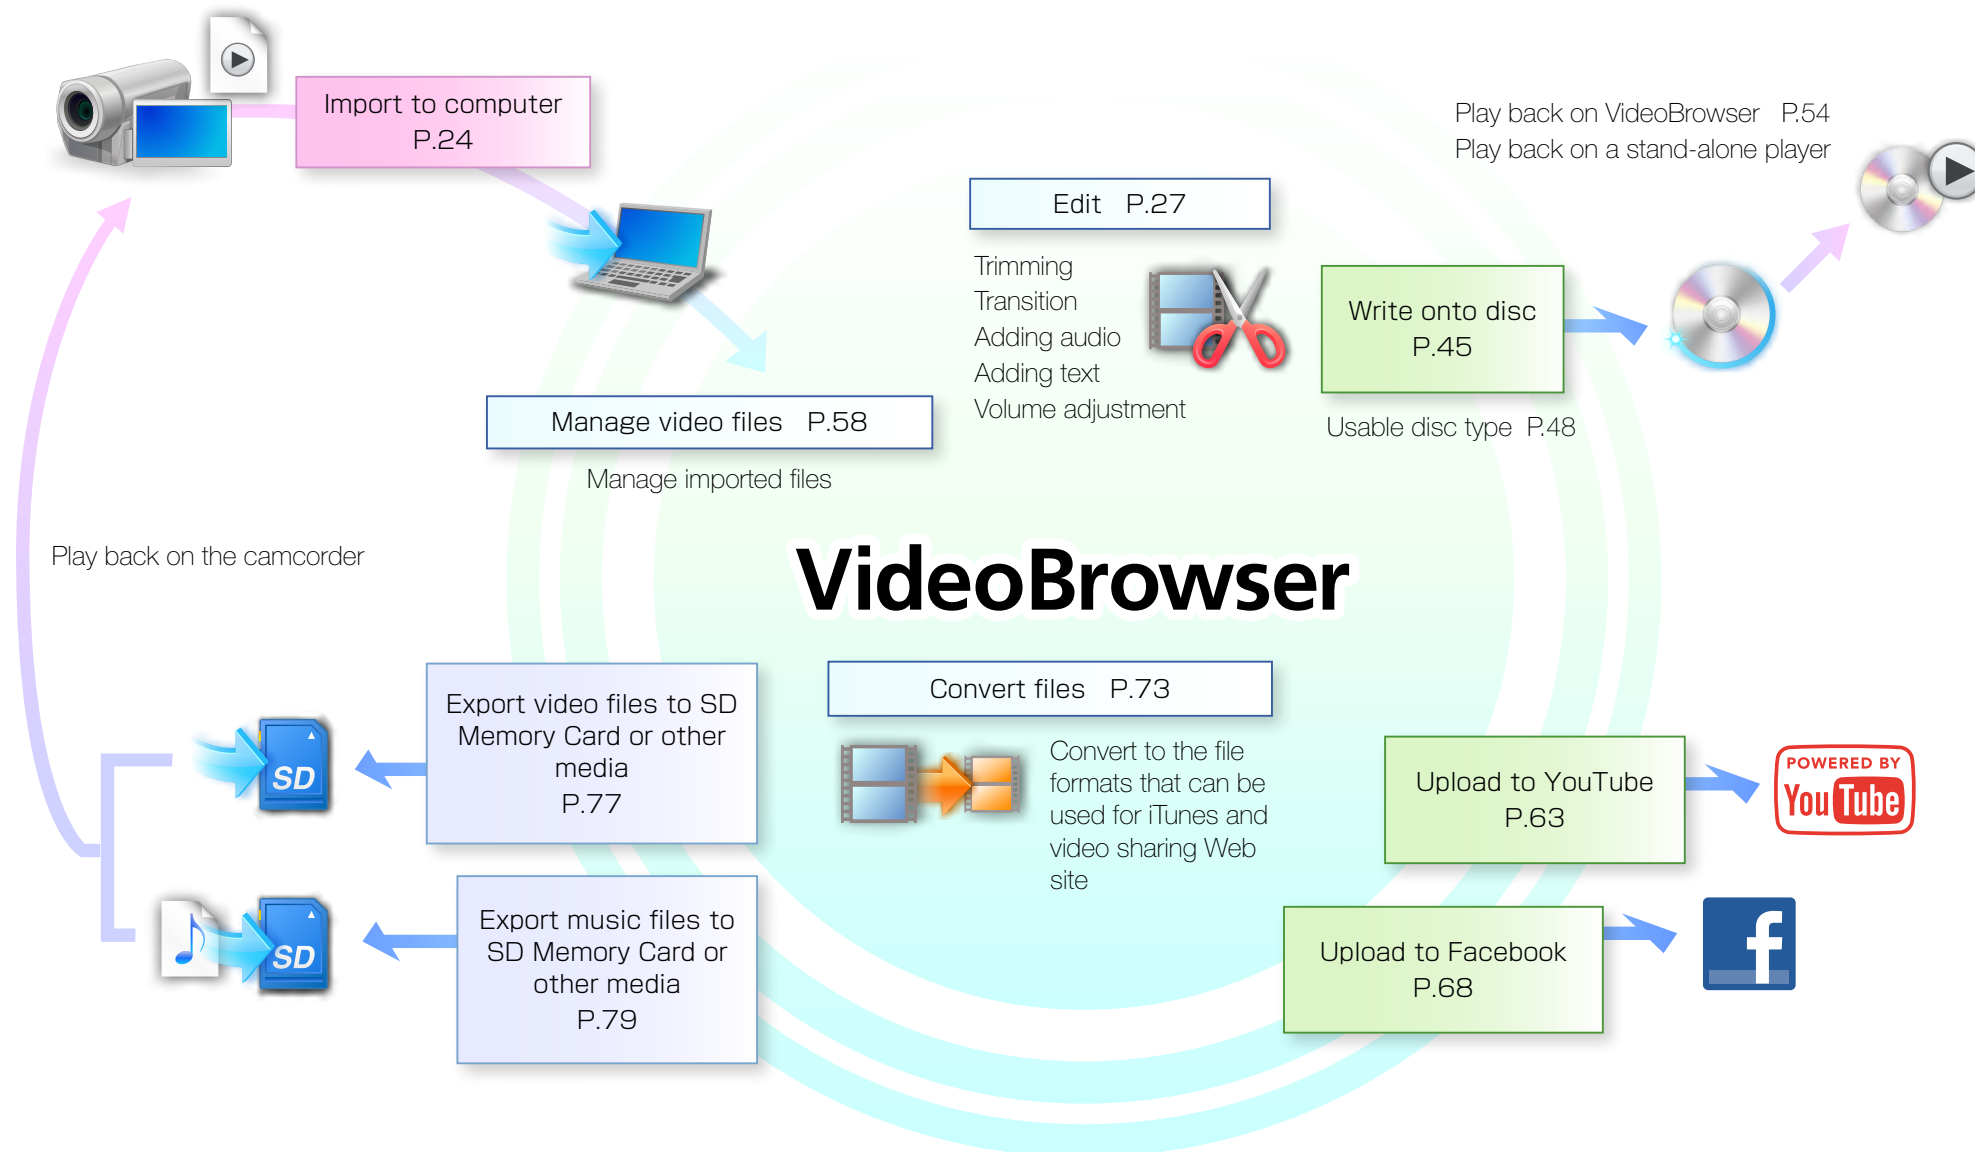 Import to computer
P.24
Play back on VideoBrowser P.54
Play back on a stand-alone player
Edit P.27
Trimming
Transition
Adding audio
Adding text
Volume adjustment
Write onto disc
P.45
Usable disc type P.48
Manage video files P.58
Manage imported files
Play back on the camcorder
VideoBrowser
Export video files to SD
Memory Card or other
media
P.77
SD
Convert files P.73
Convert to the file
formats that can be
used for iTunes and
video sharing Web
site
Upload to YouTube
P.63
POWERED BY
YouTube
Export music files to
SD Memory Card or
other media
P.79
SD
Upload to Facebook
P.68
f